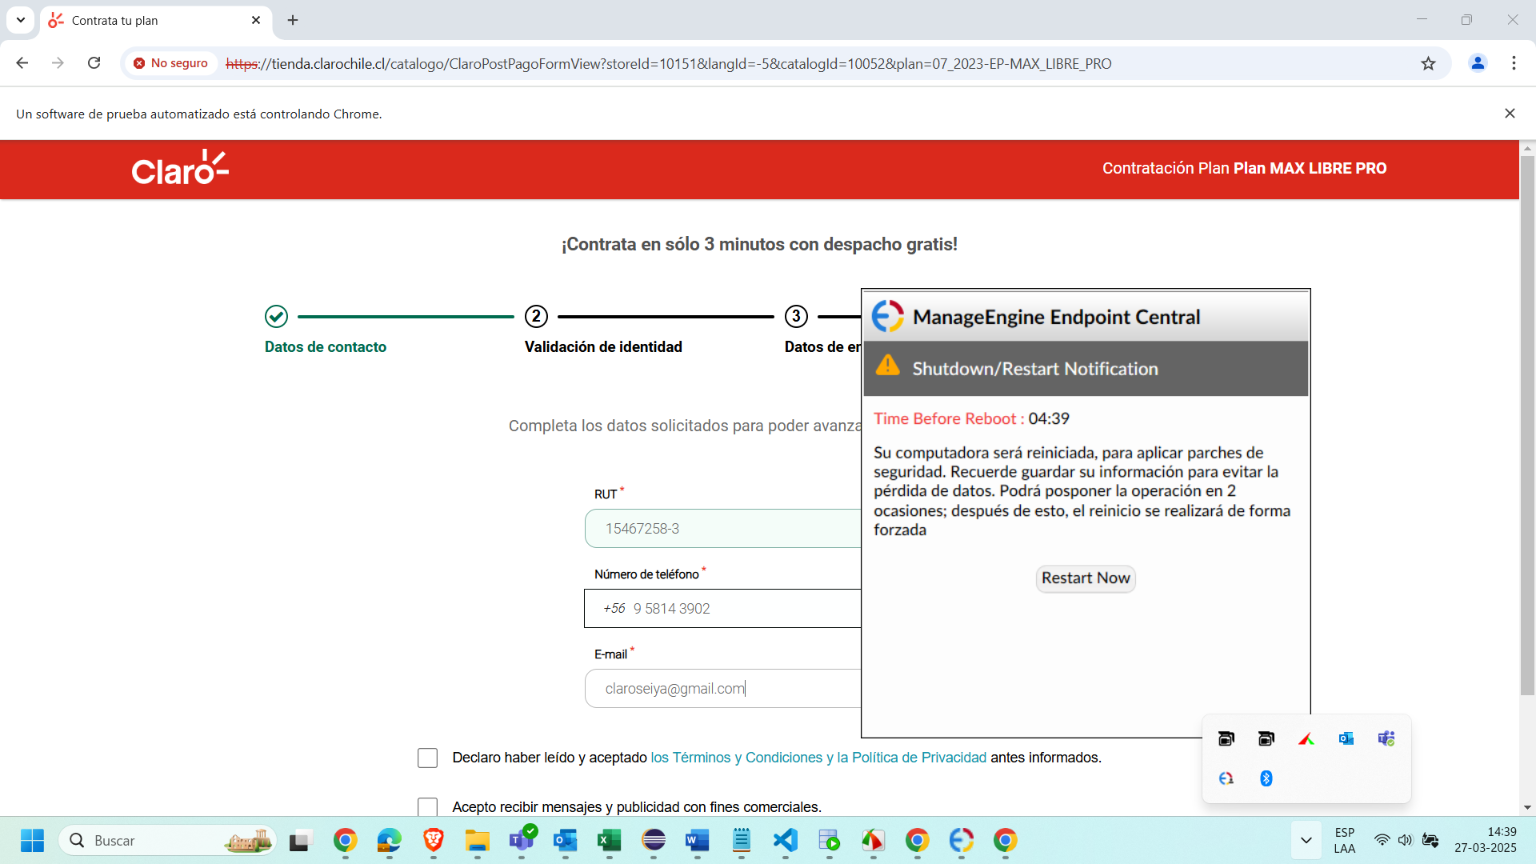 Contrata tu plan
No seguro
https://tienda.clarochile.cl/catalogo/ClaroPostPagoFormView?storeId=10151&langId=-5&catalogId=10052&plan=07_2023-EP-MAX_LIBRE_PRO
Un software de prueba automatizado está controlando Chrome.
Claro
Contratación Plan Plan MAX LIBRE PRO
¡Contrata en sólo 3 minutos con despacho gratis!
2
3
Datos de contacto
Validación de identidad
Datos de er
Completa los datos solicitados para poder avanza
RUT *
15467258-3
Número de teléfono *
+56 9 5814 3902
E-mail *
claroseiya@gmail.com
ManageEngine Endpoint Central
Shutdown/Restart Notification
Time Before Reboot : 04:39
Su computadora será reiniciada, para aplicar parches de
seguridad. Recuerde guardar su información para evitar la
pérdida de datos. Podrá posponer la operación en 2
ocasiones; después de esto, el reinicio se realizará de forma
forzada
Restart Now
Declaro haber leído y aceptado los Términos y Condiciones y la Política de Privacidad antes informados.
Acepto recibir mensajes y publicidad con fines comerciales.
Buscar
ESP
LAA
14:39
27-03-2025